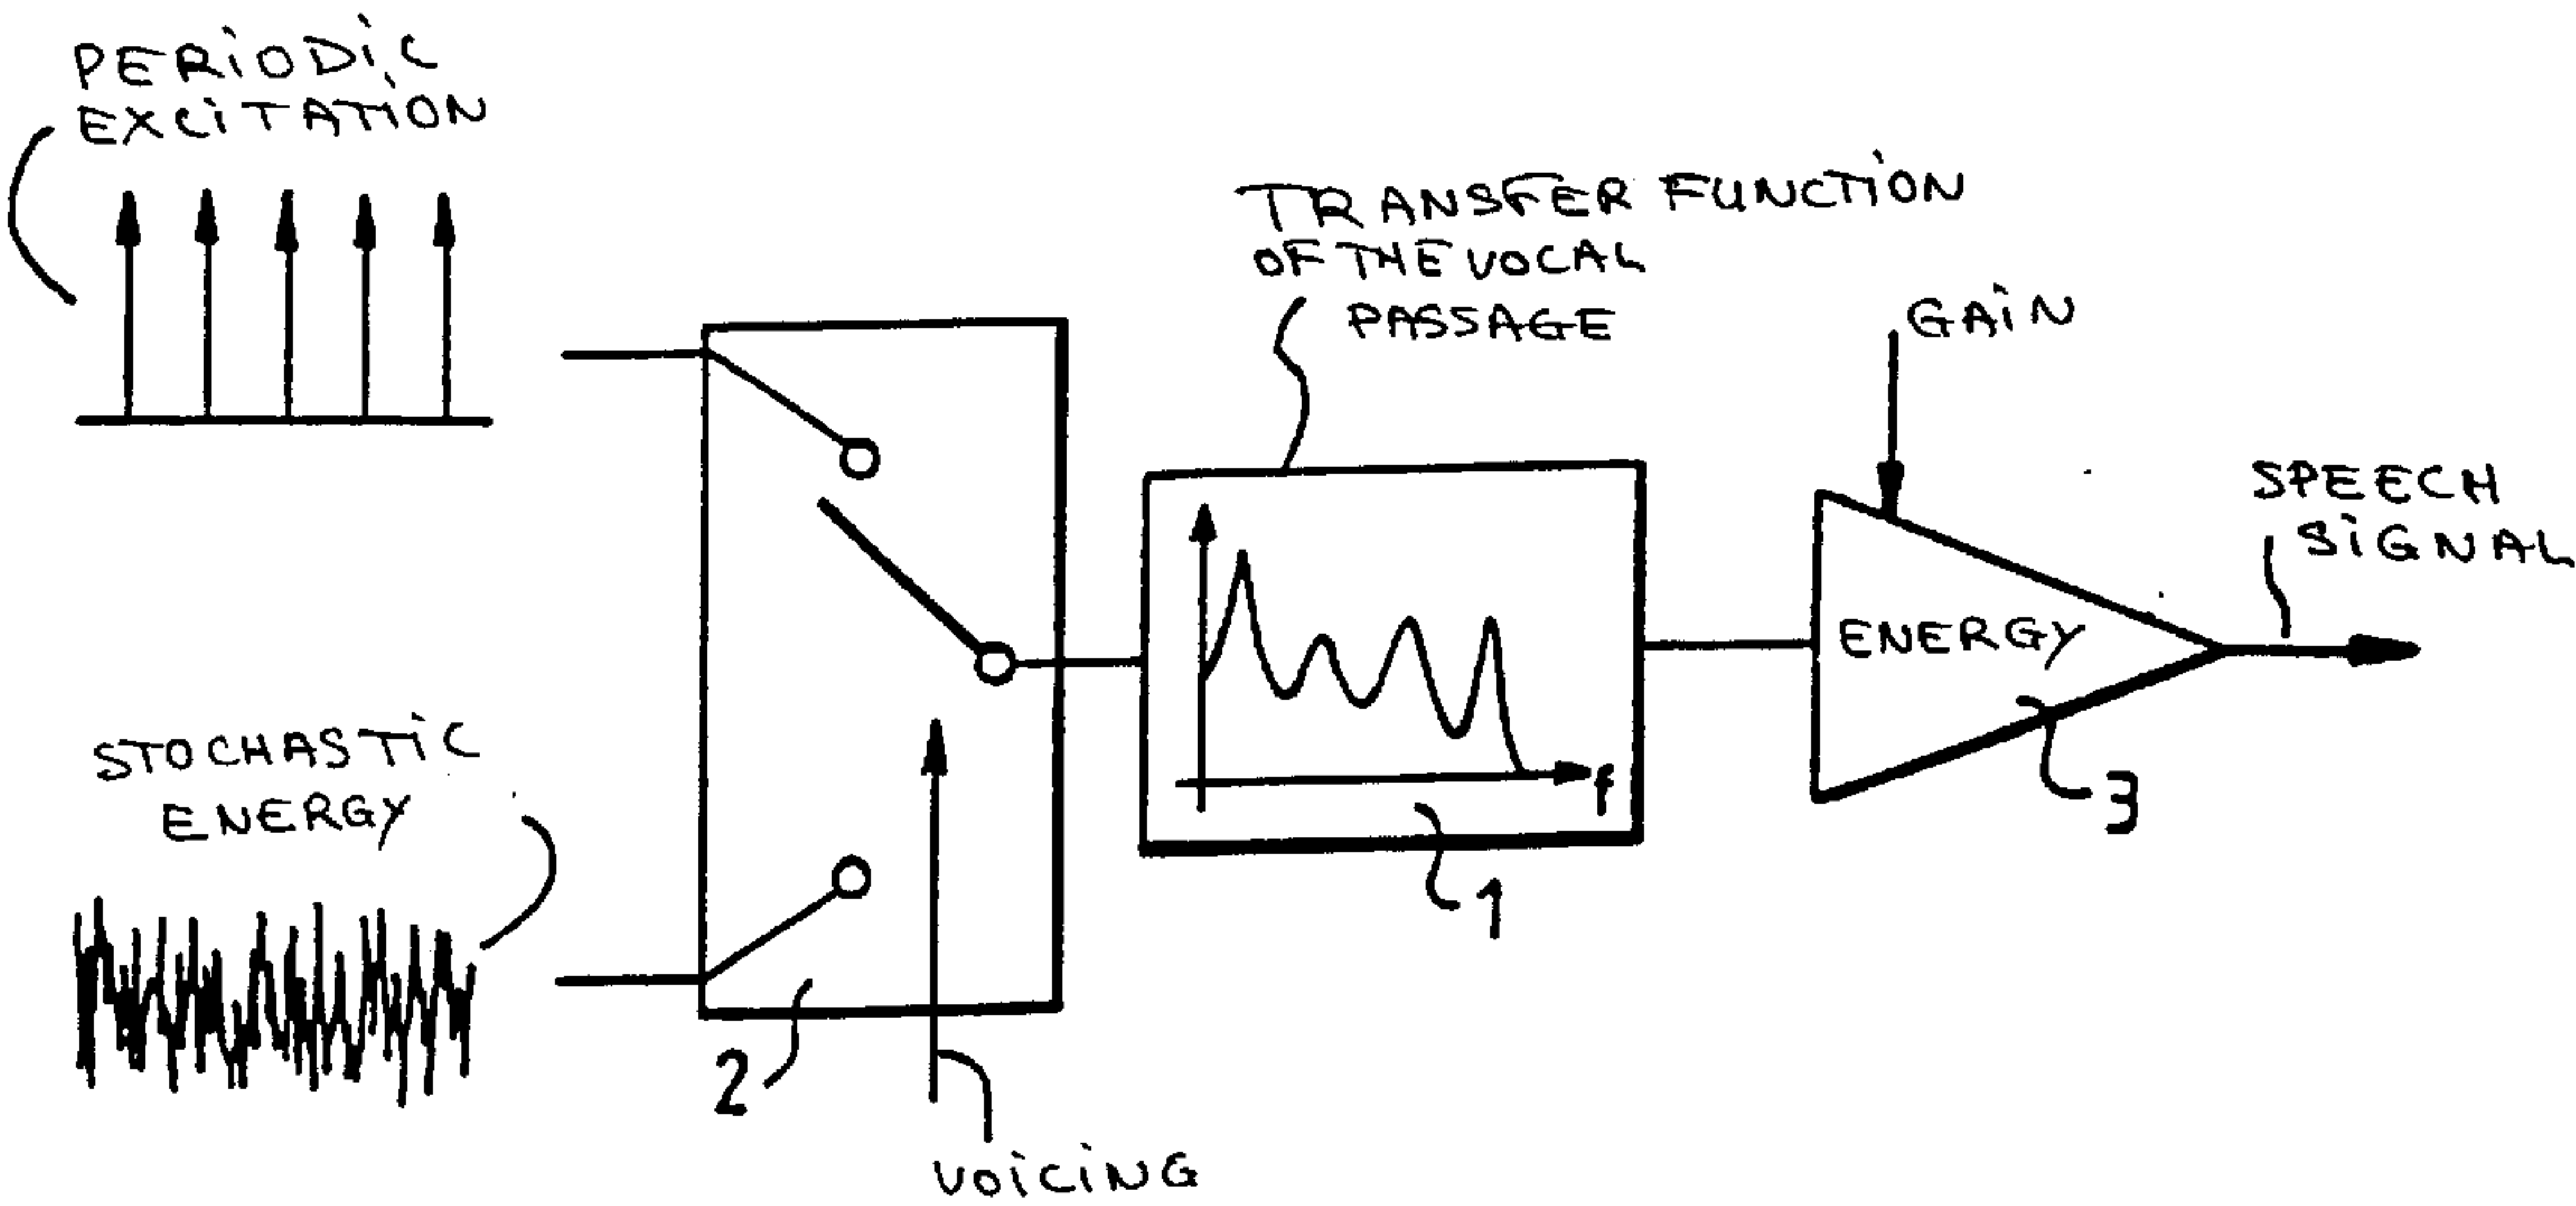 PERIODIC
EXCITATION
TRANSFER FUNCTION
OF THE VOCAL
PASSAGE
GAIN
SPEECH
SIGNAL
ENERGY
3
f
1
STOCHASTIC
ENERGY
2
VOICING